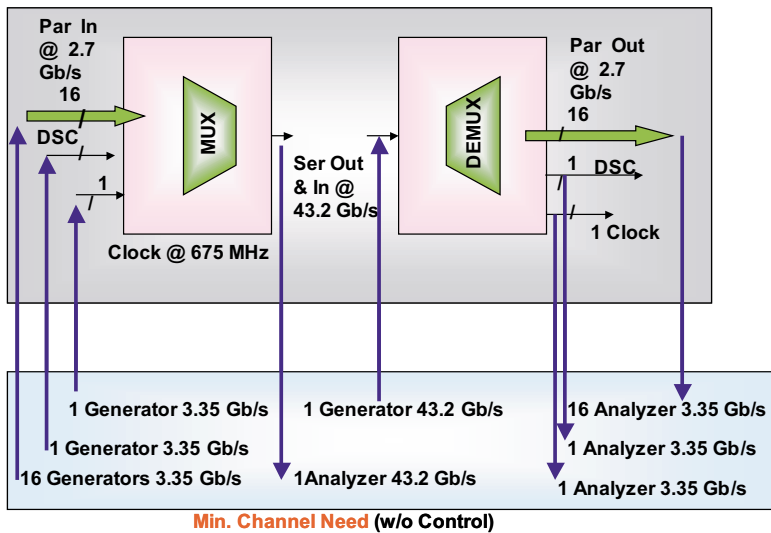 Par In
@ 2.7
Gb/s
16
DSC
1
MUX
Clock @ 675 MHz
Ser Out
& In @
43.2 Gb/s
DEMUX
Par Out
@ 2.7
Gb/s
16
1 DSC
1 Clock
1 Generator 3.35 Gb/s
1 Generator 3.35 Gb/s
16 Generators 3.35 Gb/s
1 Generator 43.2 Gb/s
1Analyzer 43.2 Gb/s
16 Analyzer 3.35 Gb/s
1 Analyzer 3.35 Gb/s
1 Analyzer 3.35 Gb/s
Min. Channel Need (w/o Control)